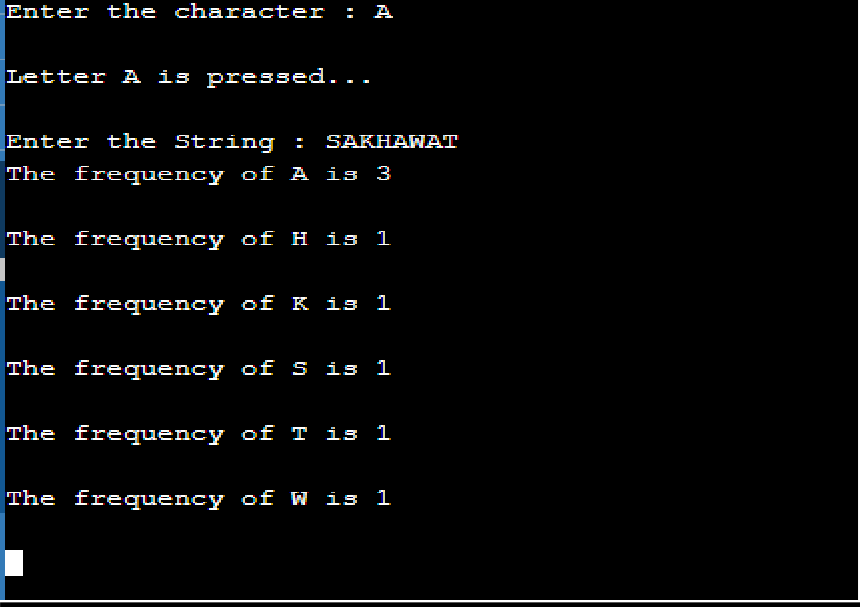 Enter the character : A
Letter A is pressed...
Enter the String : SAKHAWAT
The frequency of A is 3
The frequency of H is 1
The frequency of K is 1
The frequency of S is 1
The frequency of T is 1
The frequency of W is 1